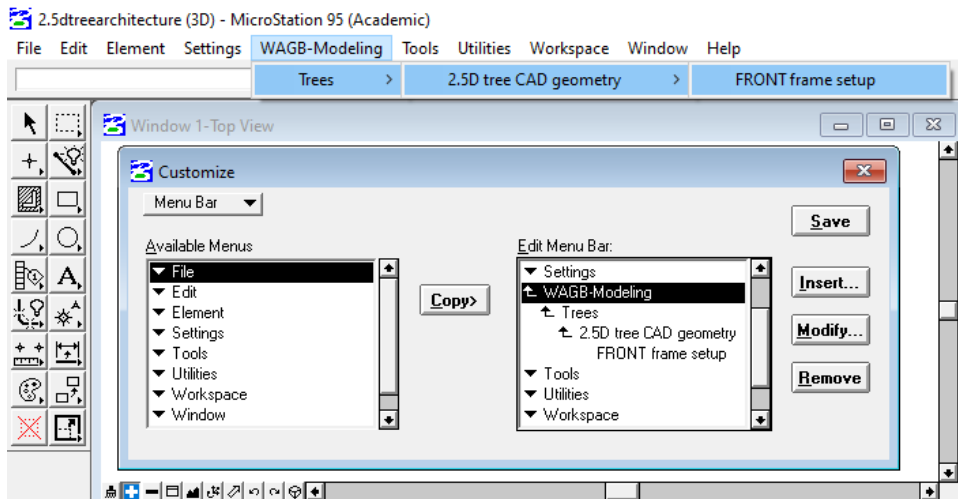 2.5dtreearchitecture (3D) - MicroStation 95 (Academic)
File Edit Element Settings WAGB-Modeling Tools Utilities Workspace Window Help
Trees > 2.5D tree CAD geometry > FRONT frame setup
Window 1-Top View
Customize
Menu Bar
Save
Available Menus
Edit Menu Bar:
File
Edit
Element
Settings
Tools
Utilities
Workspace
Window
Copy>
Settings
WAGB-Modeling
Trees
2.5D tree CAD geometry
FRONT frame setup
Tools
Utilities
Workspace
Insert...
Modify...
Remove
A